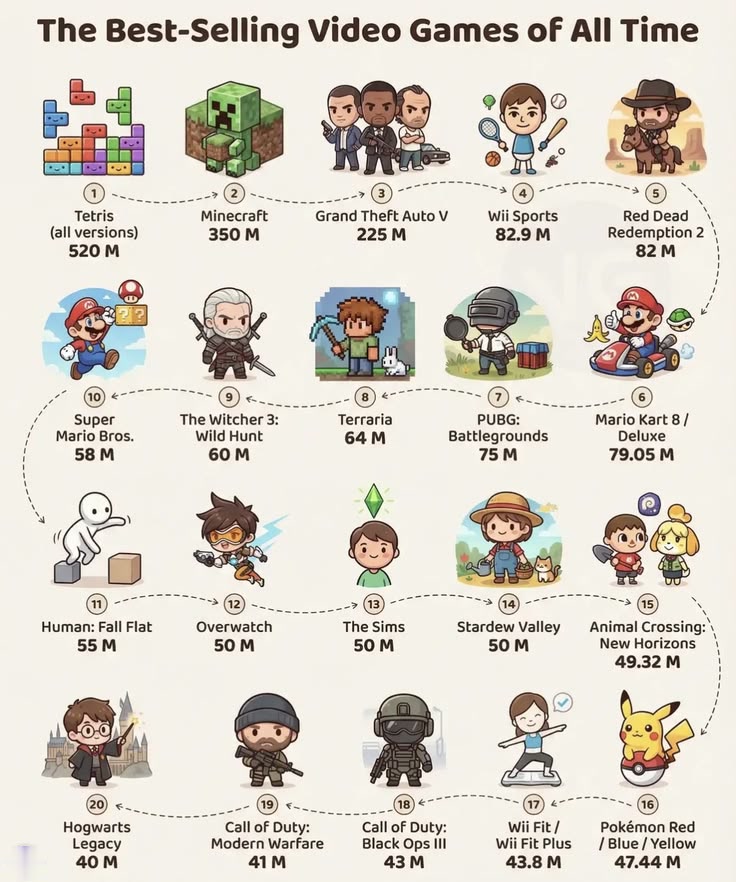 The Best-Selling Video Games of All Time
1
Tetris
(all versions)
520 M
2
Minecraft
350 M
3
Grand Theft Auto V
225 M
4
Wii Sports
82.9 M
5
Red Dead
Redemption 2
82 M
6
Mario Kart 8 /
Deluxe
79.05 M
7
PUBG:
Battlegrounds
75 M
8
Terraria
64 M
9
The Witcher 3:
Wild Hunt
60 M
? ?
10
Super
Mario Bros.
58 M
11
Human: Fall Flat
55 M
12
Overwatch
50 M
13
The Sims
50 M
14
Stardew Valley
50 M
15
Animal Crossing:
New Horizons
49.32 M
16
Pokémon Red
/ Blue / Yellow
47.44 M
17
Wii Fit /
Wii Fit Plus
43.8 M
18
Call of Duty:
Black Ops III
43 M
19
Call of Duty:
Modern Warfare
41 M
20
Hogwarts
Legacy
40 M